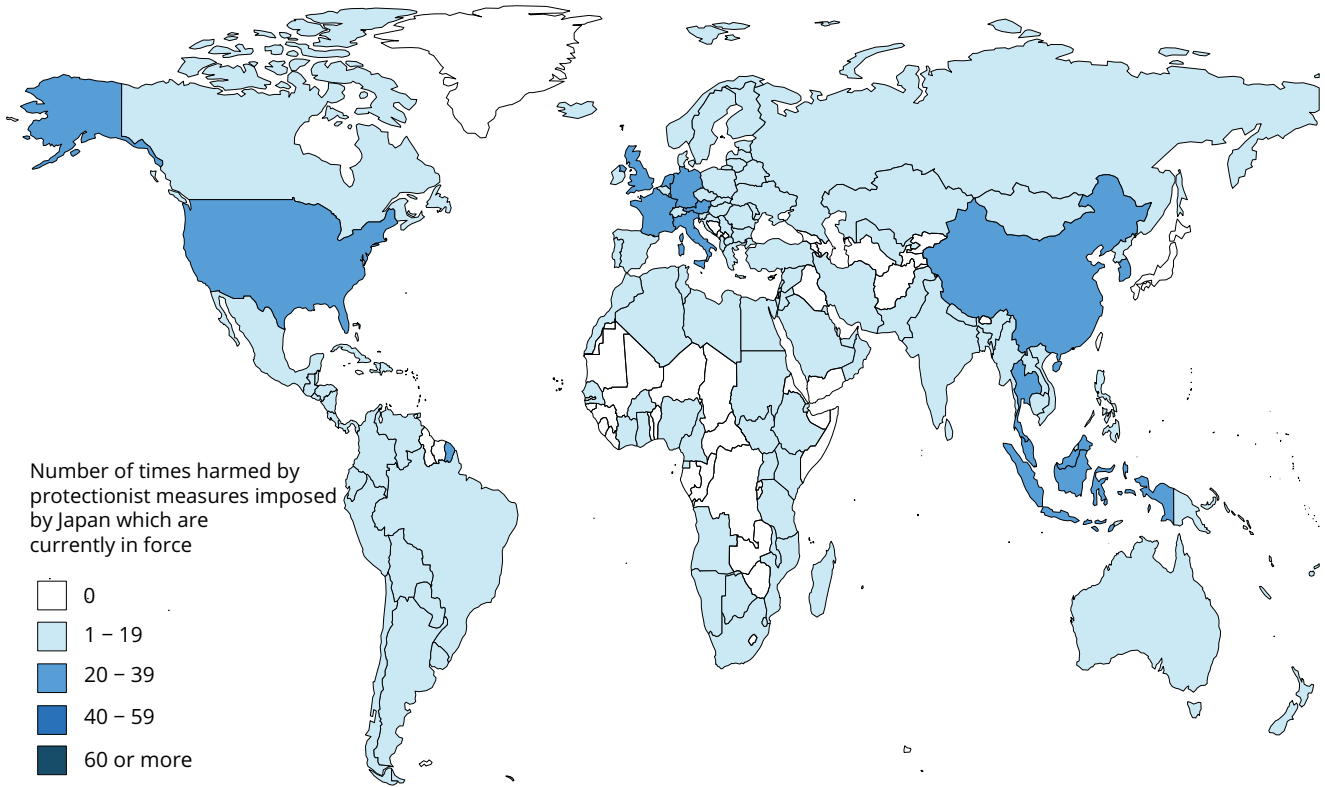 Number of times harmed by
protectionist measures imposed
by Japan which are
currently in force
0
1 – 19
20 – 39
40 – 59
60 or more